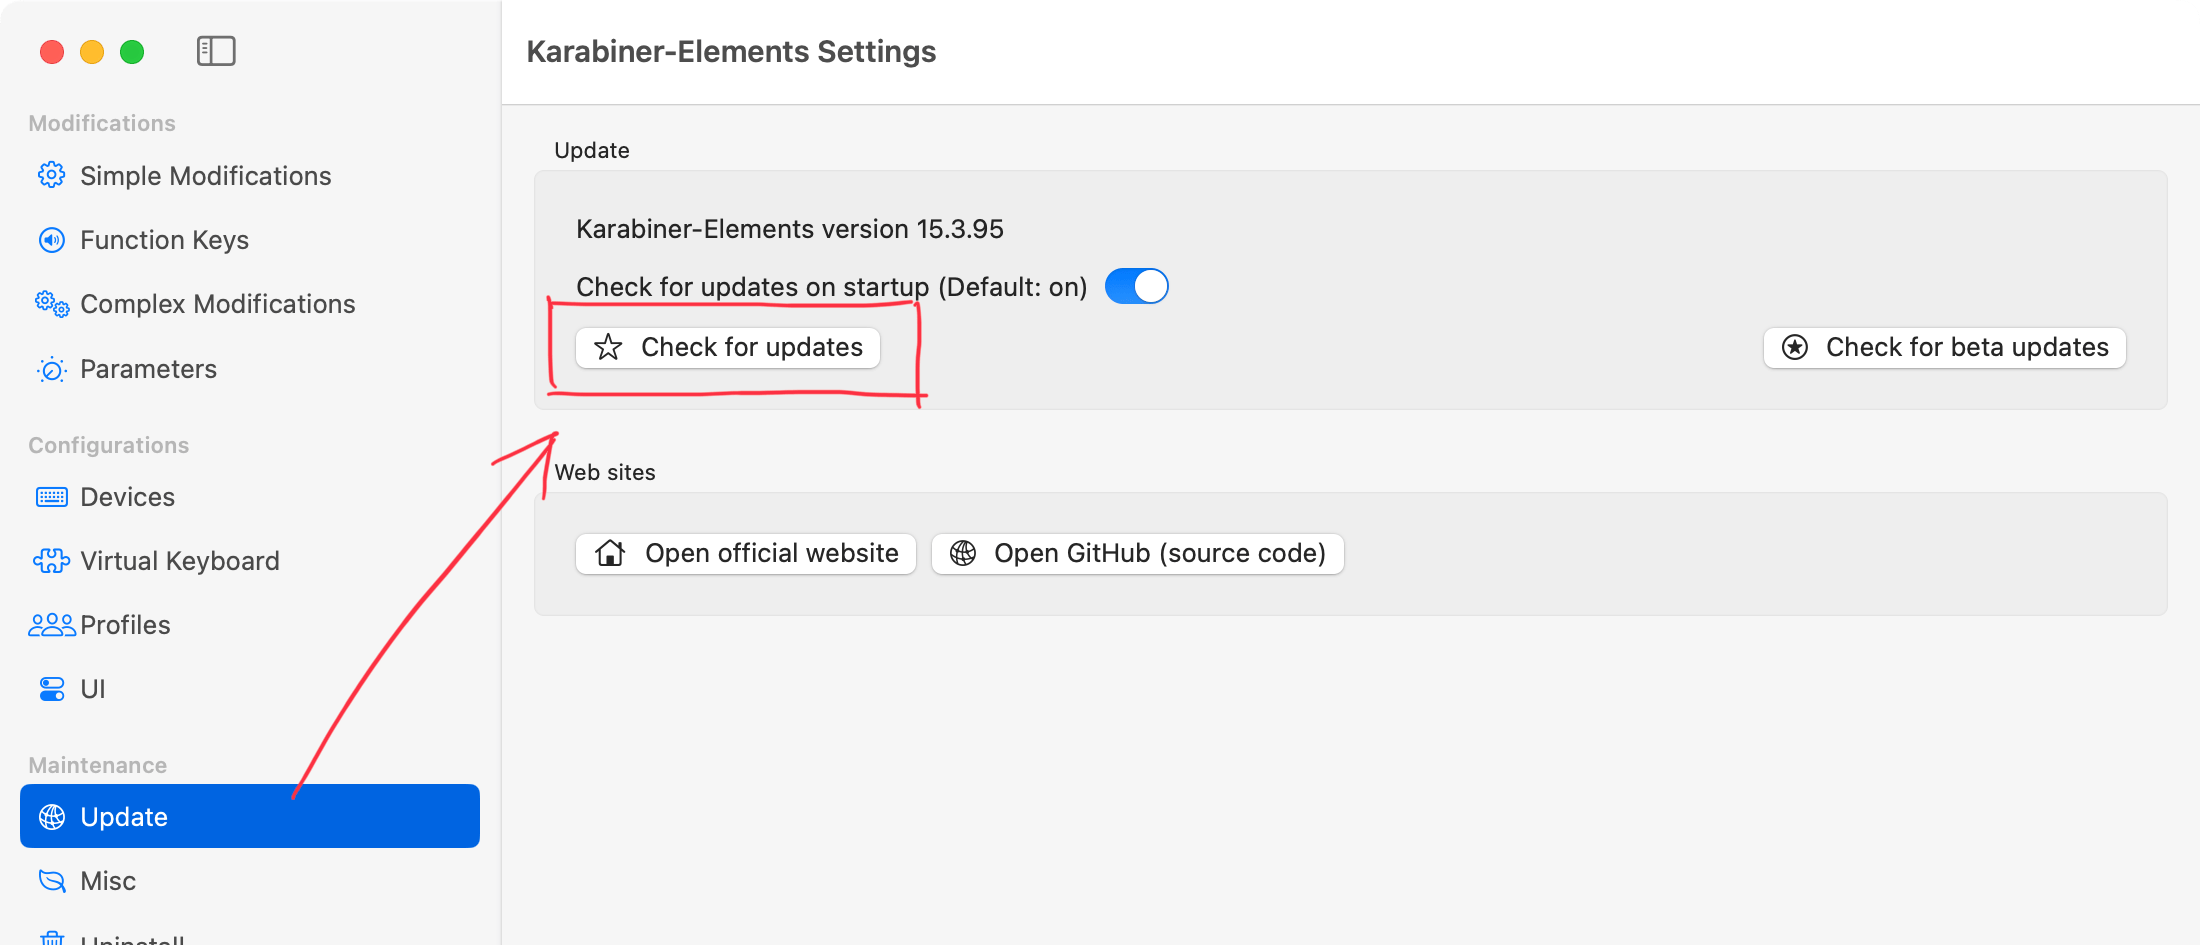 Karabiner-Elements Settings
Modifications
Simple Modifications
Function Keys
Complex Modifications
Parameters
Configurations
Devices
Virtual Keyboard
Profiles
UI
Maintenance
Update
Misc
Uninstall
Update
Karabiner-Elements version 15.3.95
Check for updates on startup (Default: on)
Check for updates
Check for beta updates
Web sites
Open official website
Open GitHub (source code)